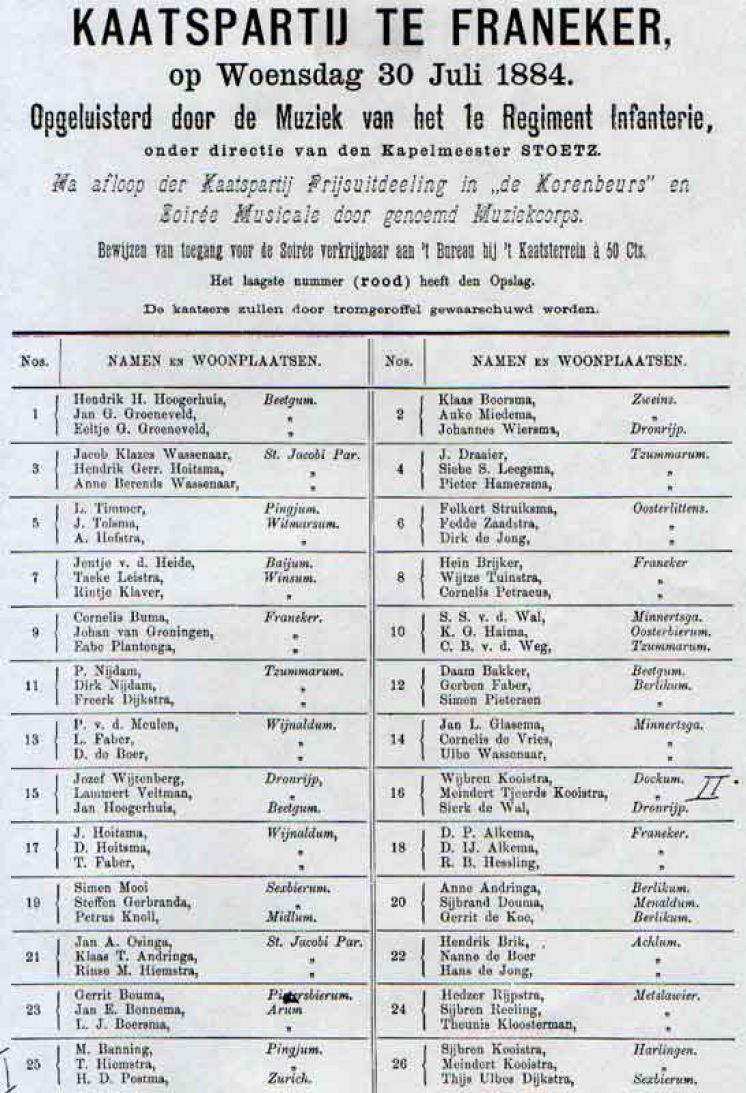 KAATSPARTIJ TE FRANEKER,
op Woensdag 30 Juli 1884.
Opgeluisterd door de Muziek van het 1e Regiment Infanterie,
onder directie van den Kapelmeester STOETZ.
Na afloop der Kaatspartij Prijsuitdeeling in „de Korenbeurs” en
Soirée Musicale door genoemd Muziekcorps.
Bewijzen van toegang voor de Soirée verkrijgbaar aan 't Bureau bij 't Kaatsterrein à 50 Cts.
Het laagste nummer (rood) heeft den Opslag.
De kaatsers zullen door tromgeroffel gewaarschuwd worden.
Nos. NAMEN EN WOONPLAATSEN. Nos. NAMEN EN WOONPLAATSEN.
1 Hendrik H. Hoogerhuis, Beetgum.
Jan G. Groeneveld, „
Eeltje G. Groeneveld, „
2 Klaas Boersma, Zweins.
Auke Miedema, „
Johannes Wiersma, Dronrijp.
3 Jacob Klazes Wassenaar, St. Jacobi Par.
Hendrik Gerr. Hoitsma, „
Anne Berends Wassenaar, „
4 J. Draaier, Tzummarum.
Siebe S. Leegsma, „
Pieter Hamersma, „
5 L. Timmer, Pingjum.
J. Tolsma, Witmarsum.
A. Hofstra, „
6 Folkert Struiksma, Oosterlittens.
Fedde Zaadstra, „
Dirk de Jong, „
7 Jentje v. d. Heide, Baijum.
Taeke Leistra, Winsum.
Rintje Klaver, „
8 Hein Brijker, Franeker
Wijtze Tuinstra, „
Cornelis Petraeus, „
9 Cornelis Buma, Franeker.
Johan van Groningen, „
Eabe Plantenga, „
10 S. S. v. d. Wal, Minnertsga.
K. G. Haima, Oosterbierum.
C. B. v. d. Weg, Tzummarum.
11 P. Nijdam, Tzummarum.
Dirk Nijdam, „
Freerk Dijkstra, „
12 Daam Bakker, Beetgum.
Gerben Faber, Berlikum.
Simen Pietersen „
13 P. v. d. Meulen, Wijnaldum.
L. Faber, „
D. de Boer, „
14 Jan L. Glasema, Minnertsga.
Cornelis de Vries, „
Ulbe Wassenaar, „
15 Jozef Wijtenberg, Dronrijp,
Lammert Veltman, „
Jan Hoogerhuis, Beetgum.
16 Wijbren Kooistra, Dockum. II.
Meindert Tjeerds Kooistra, „
Sierk de Wal, Dronrijp.
17 J. Hoitsma, Wijnaldum,
D. Hoitsma, „
T. Faber, „
18 D. P. Alkema, Franeker.
D. IJ. Alkema, „
R. B. Hessling, „
19 Simen Mooi Sexbierum.
Steffen Gerbranda, „
Petrus Knoll, Midlum.
20 Anne Andringa, Berlikum.
Sijbrand Douma, Menaldum.
Gerrit de Koe, Berlikum.
21 Jan A. Osinga, St. Jacobi Par.
Klaas T. Andringa, „
Rinse M. Hiemstra, „
22 Hendrik Brik, Achlum.
Nanne de Boer „
Hans de Jong, „
23 Gerrit Bouma, Pietersbierum.
Jan E. Bonnema, Arum
L. J. Boersma, „
24 Hedzer Rijpstra, Metslawier.
Sijbren Reeling, „
Theunis Kloosterman, „
25 M. Banning, Pingjum.
T. Hiemstra, „
H. D. Postma, Zurich.
26 Sijbren Kooistra, Harlingen.
Meindert Kooistra, „
Thijs Ulbes Dijkstra, Sexbierum.